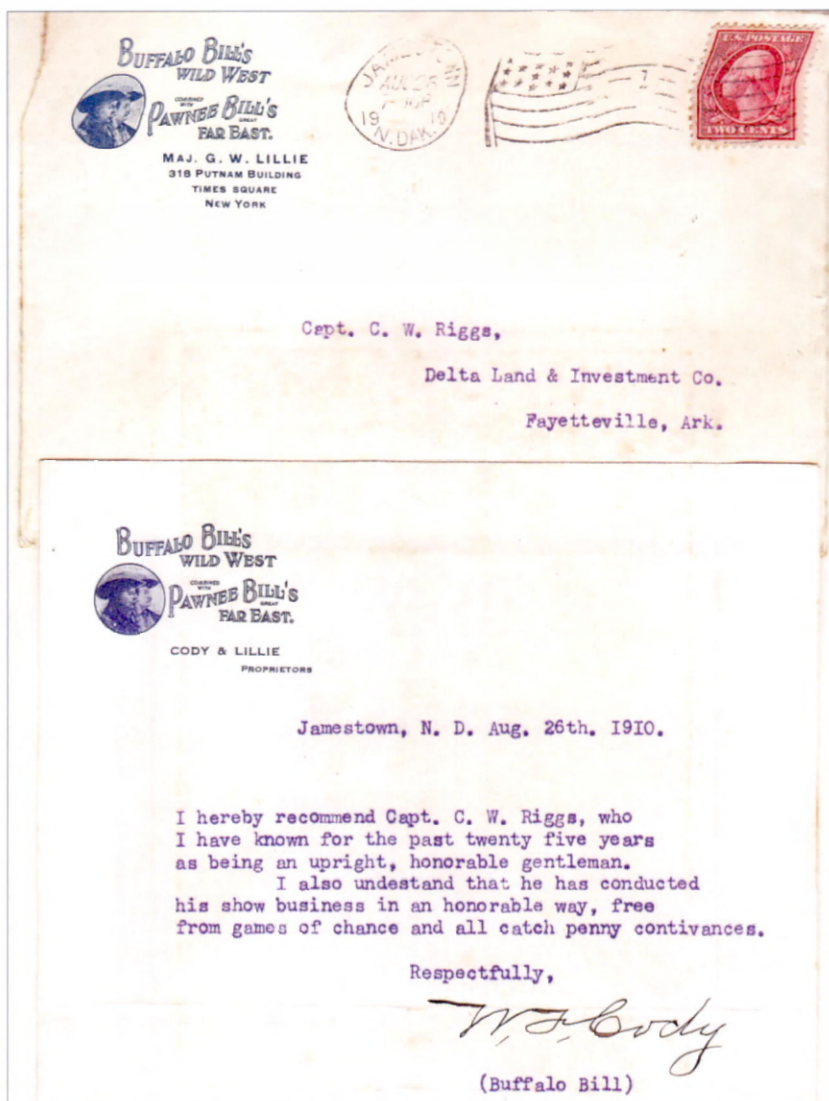 BUFFALO BILL'S
WILD WEST
COMBINED
WITH
PAWNEE BILL'S
GREAT
FAR EAST.
MAJ. G. W. LILLIE
318 PUTNAM BUILDING
TIMES SQUARE
NEW YORK
N. DAK.
U.S. POSTAGE
TWO CENTS
Capt. C. W. Riggs,
Delta Land & Investment Co.
Fayetteville, Ark.
BUFFALO BILL'S
WILD WEST
COMBINED
WITH
PAWNEE BILL'S
GREAT
FAR EAST.
CODY & LILLIE
PROPRIETORS
Jamestown, N. D. Aug. 26th. 1910.
I hereby recommend Capt. C. W. Riggs, who
I have known for the past twenty five years
as being an upright, honorable gentleman.
I also undestand that he has conducted
his show business in an honorable way, free
from games of chance and all catch penny contivances.
Respectfully,
W. F. Cody
(Buffalo Bill)